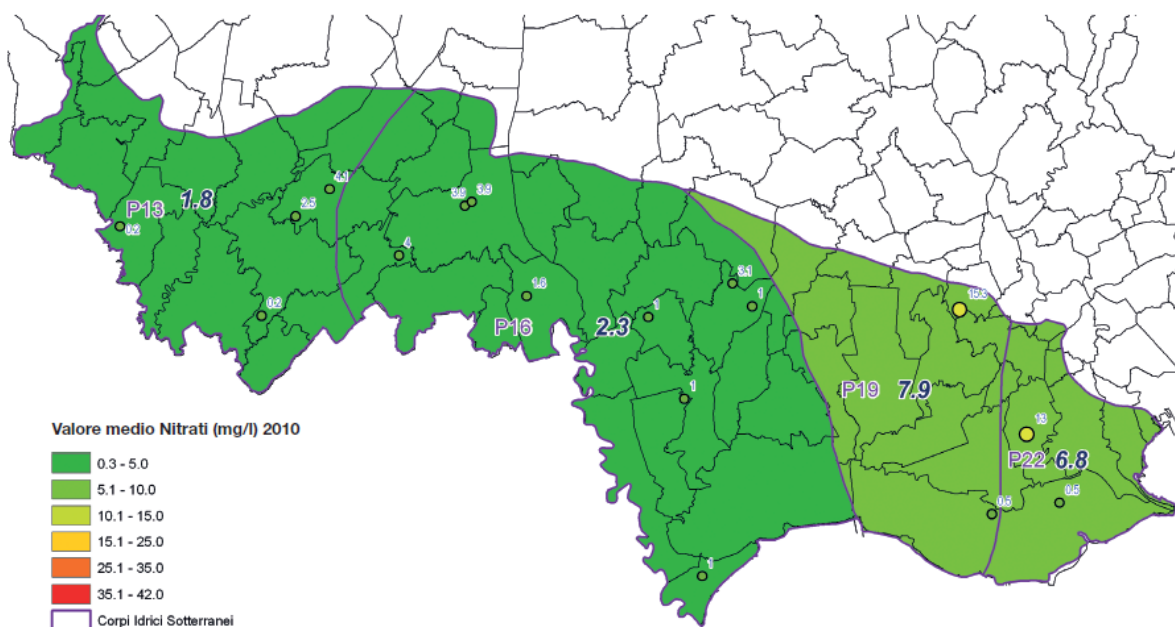 4.1
3.9
3.9
P13
1.8
2.5
0.2
4
3.1
1.6
1
1
15.3
0.2
P16
2.3
1
P19
7.9
13
P22
6.8
0.5
0.5
1
Valore medio Nitrati (mg/l) 2010
0.3 - 5.0
5.1 - 10.0
10.1 - 15.0
15.1 - 25.0
25.1 - 35.0
35.1 - 42.0
Corpi Idrici Sotterranei